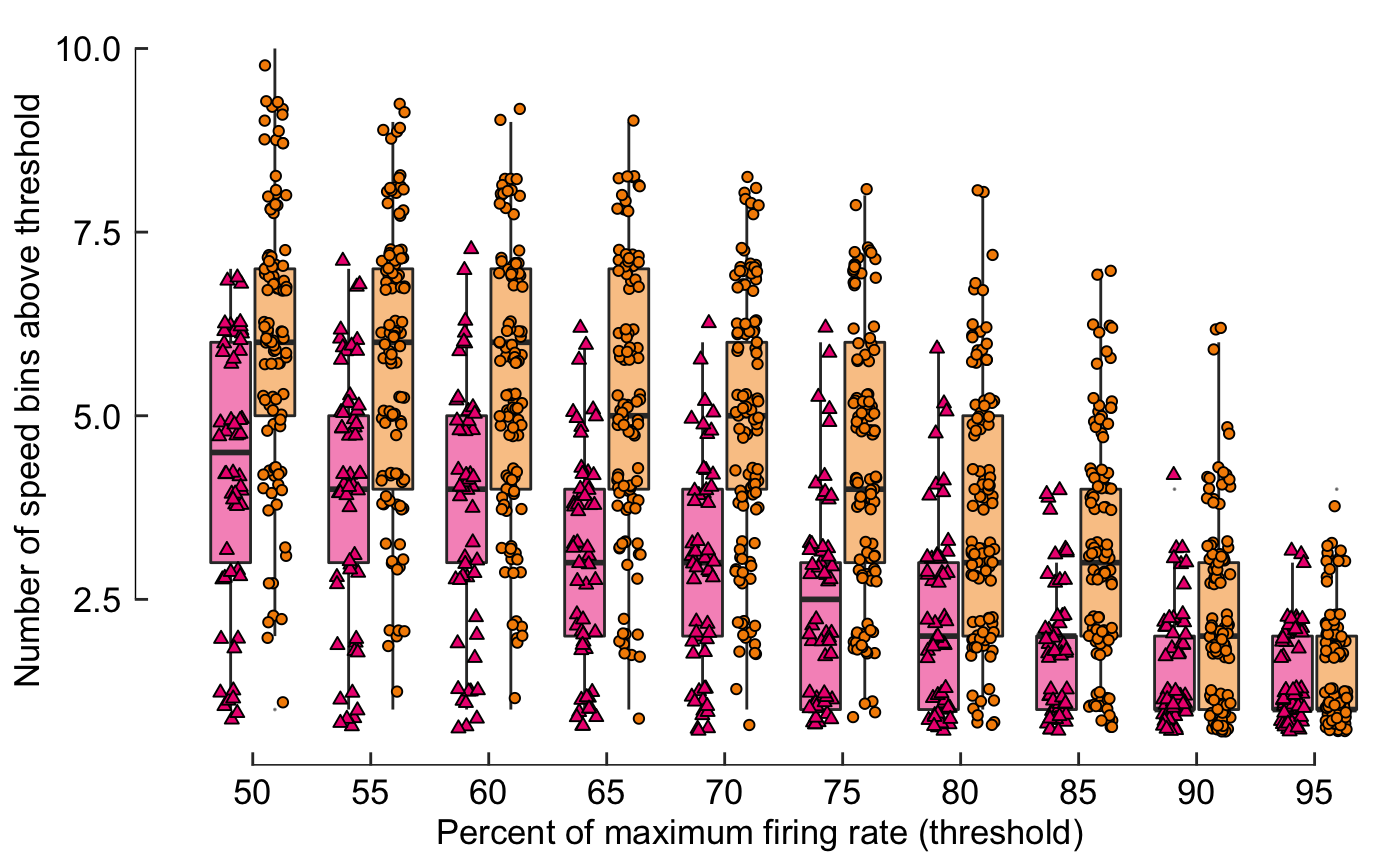 Number of speed bins above threshold
10.0
7.5
5.0
2.5
50 55 60 65 70 75 80 85 90 95
Percent of maximum firing rate (threshold)